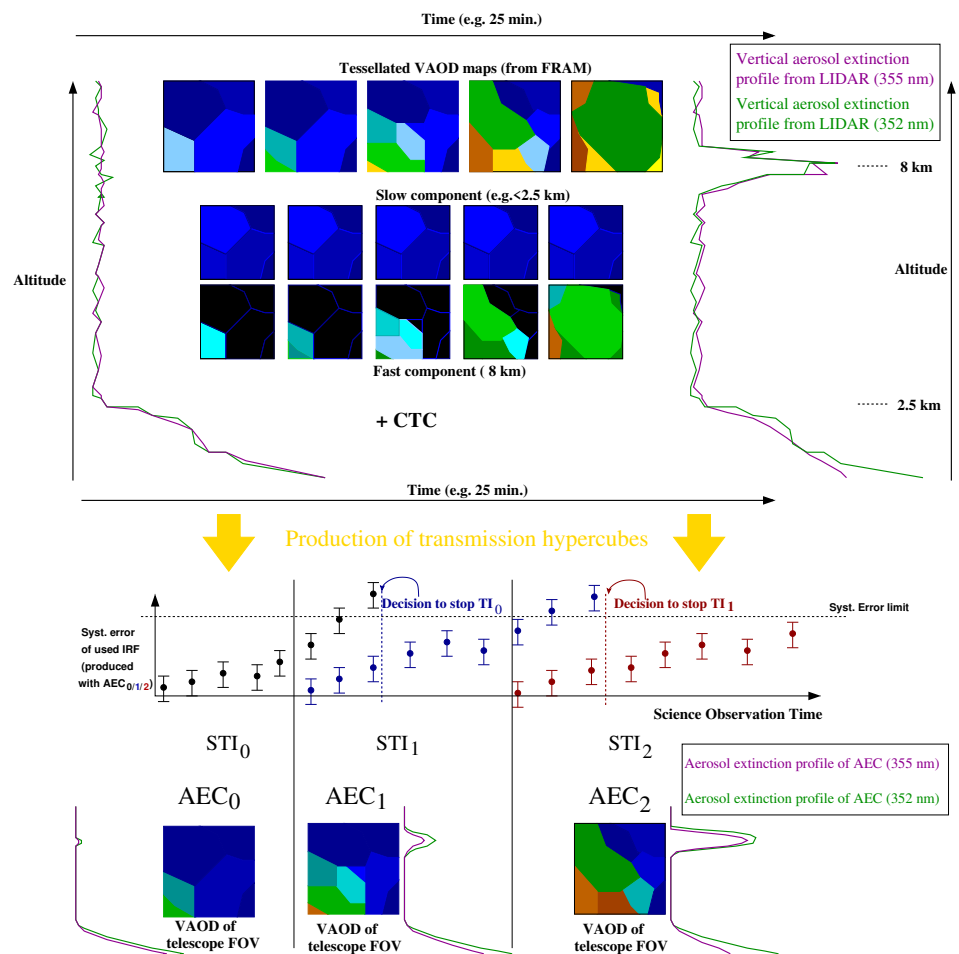 Time (e.g. 25 min.)
Tessellated VAOD maps (from FRAM)
Vertical aerosol extinction
profile from LIDAR (355 nm)
Vertical aerosol extinction
profile from LIDAR (352 nm)
8 km
Slow component (e.g.<2.5 km)
Altitude
Altitude
Fast component ( 8 km)
2.5 km
+ CTC
Time (e.g. 25 min.)
Production of transmission hypercubes
Decision to stop TI0
Decision to stop TI1
Syst. Error limit
Syst. error
of used IRF
(produced
with AEC0/1/2)
Science Observation Time
STI0
STI1
STI2
Aerosol extinction profile of AEC (355 nm)
Aerosol extinction profile of AEC (352 nm)
AEC0
AEC1
AEC2
VAOD of
telescope FOV
VAOD of
telescope FOV
VAOD of
telescope FOV